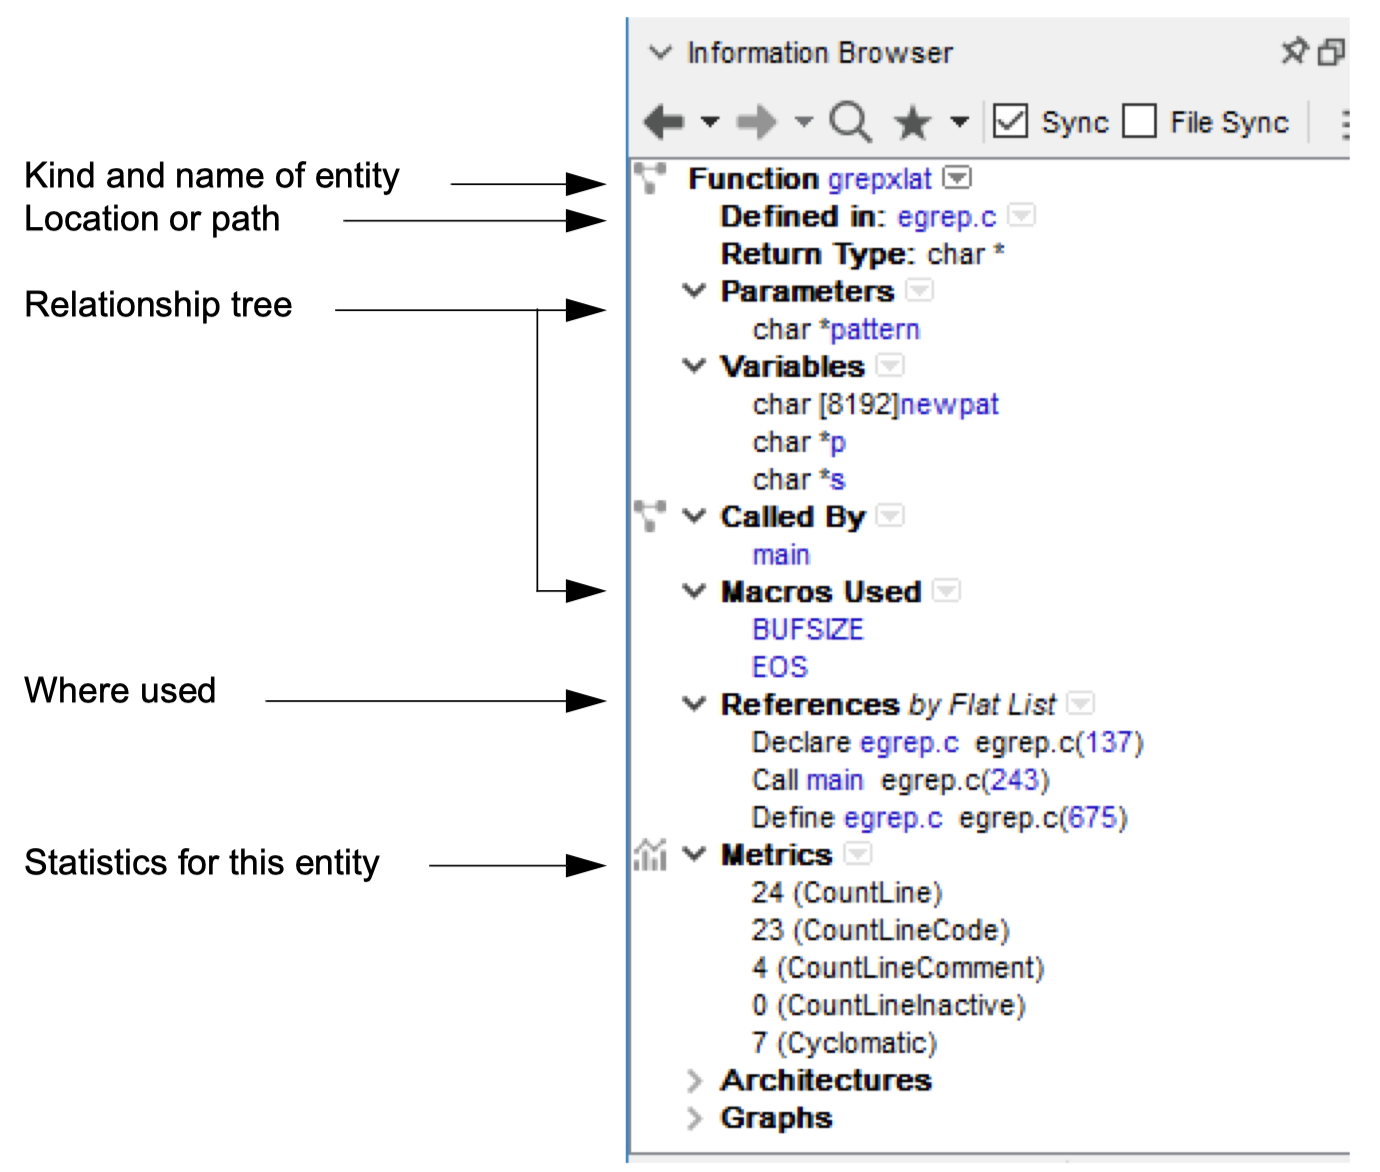 Information Browser
Sync File Sync
Kind and name of entity
Function grepxlat
Location or path
Defined in: egrep.c
Return Type: char *
Relationship tree
Parameters
char *pattern
Variables
char [8192]newpat
char *p
char *s
Called By
main
Macros Used
BUFSIZE
EOS
Where used
References by Flat List
Declare egrep.c egrep.c(137)
Call main egrep.c(243)
Define egrep.c egrep.c(675)
Statistics for this entity
Metrics
24 (CountLine)
23 (CountLineCode)
4 (CountLineComment)
0 (CountLineInactive)
7 (Cyclomatic)
Architectures
Graphs